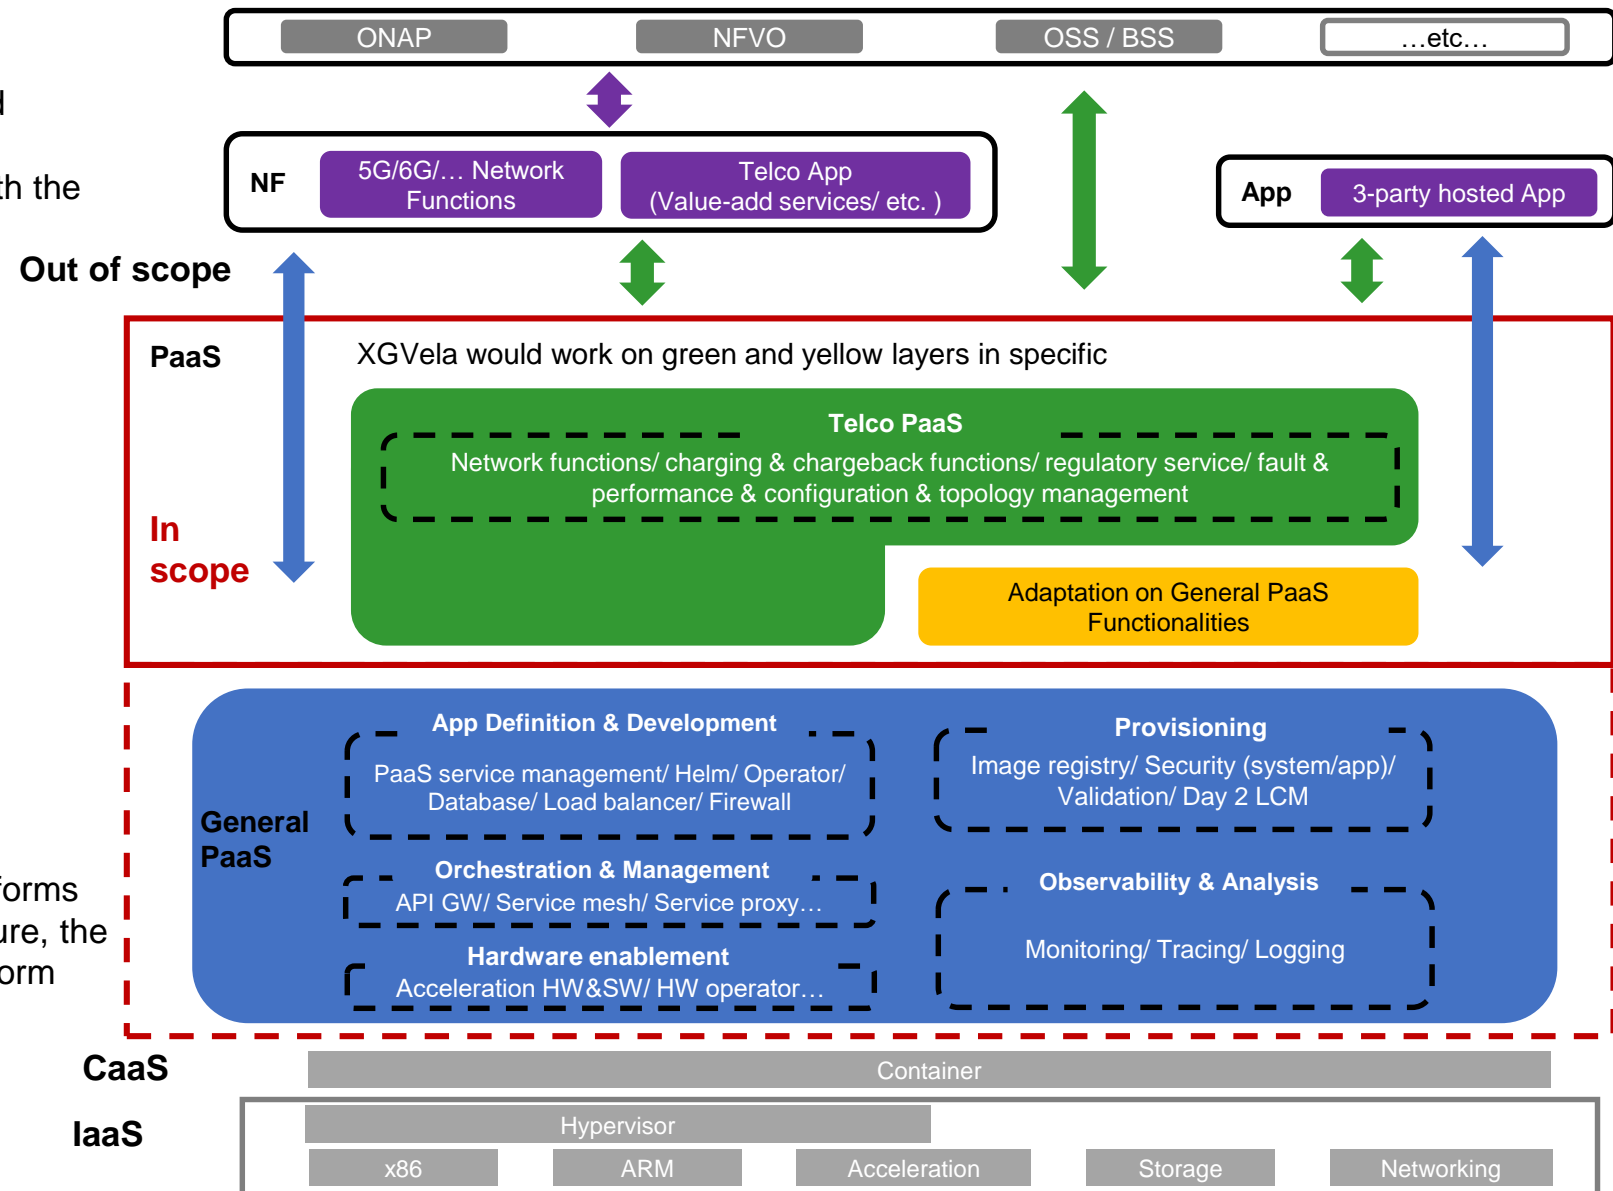 ONAP
NFVO
OSS / BSS
…etc…
NF
5G/6G/… Network
Functions
Telco App
(Value-add services/ etc. )
App
3-party hosted App
th the
Out of scope
PaaS
XGVela would work on green and yellow layers in specific
Telco PaaS
Network functions/ charging & chargeback functions/ regulatory service/ fault &
performance & configuration & topology management
In
scope
Adaptation on General PaaS
Functionalities
General
PaaS
App Definition & Development
PaaS service management/ Helm/ Operator/
Database/ Load balancer/ Firewall
Provisioning
Image registry/ Security (system/app)/
Validation/ Day 2 LCM
Orchestration & Management
API GW/ Service mesh/ Service proxy…
Observability & Analysis
Monitoring/ Tracing/ Logging
Hardware enablement
Acceleration HW&SW/ HW operator…
forms
ure, the
orm
CaaS
Container
IaaS
Hypervisor
x86
ARM
Acceleration
Storage
Networking